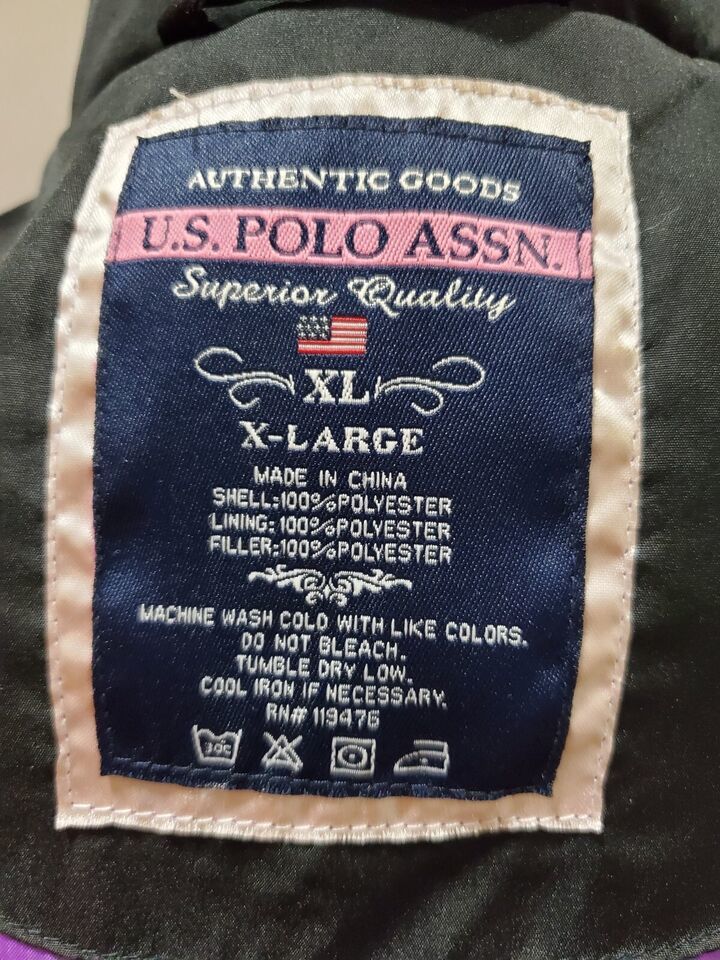 AUTHENTIC GOODS
U.S. POLO ASSN.
Superior Quality
XL
X-LARGE
MADE IN CHINA
SHELL:100%POLYESTER
LINING:100%POLYESTER
FILLER:100%POLYESTER
MACHINE WASH COLD WITH LIKE COLORS.
DO NOT BLEACH.
TUMBLE DRY LOW.
COOL IRON IF NECESSARY.
RN# 119476
30C